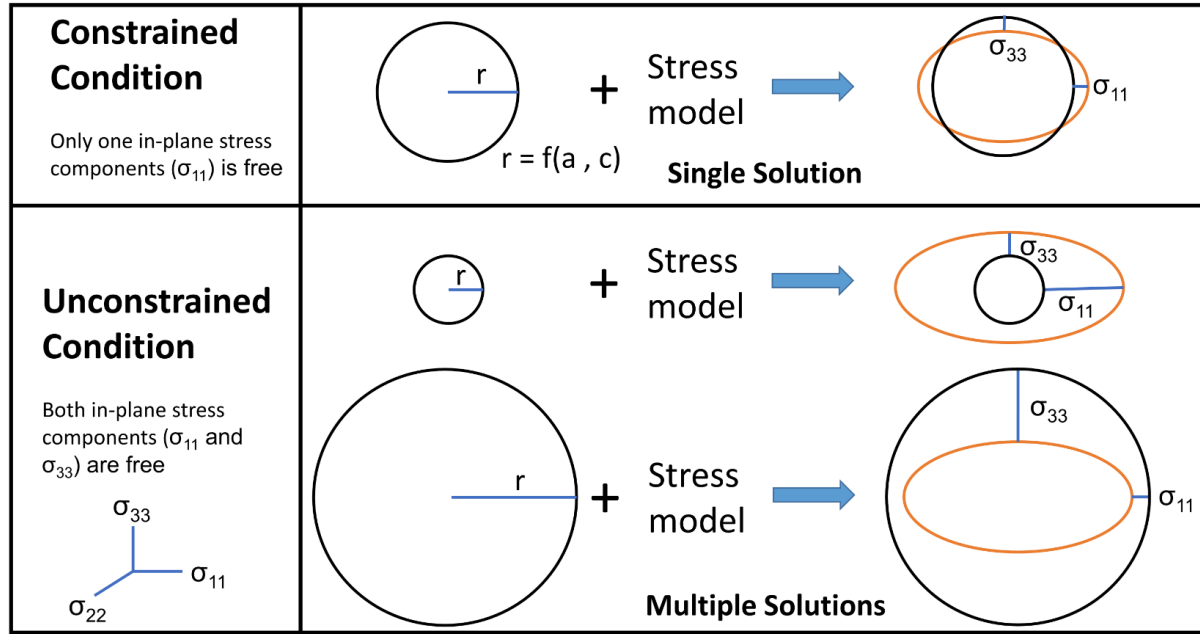 Constrained
Condition
Only one in-plane stress
components (σ₁₁) is free
r
r = f(a , c)
+
Stress
model
Single Solution
σ₃₃
σ₁₁
Unconstrained
Condition
Both in-plane stress
components (σ₁₁ and
σ₃₃) are free
σ₃₃
σ₁₁
σ₂₂
r
+
Stress
model
σ₃₃
σ₁₁
r
+
Stress
model
Multiple Solutions
σ₃₃
σ₁₁